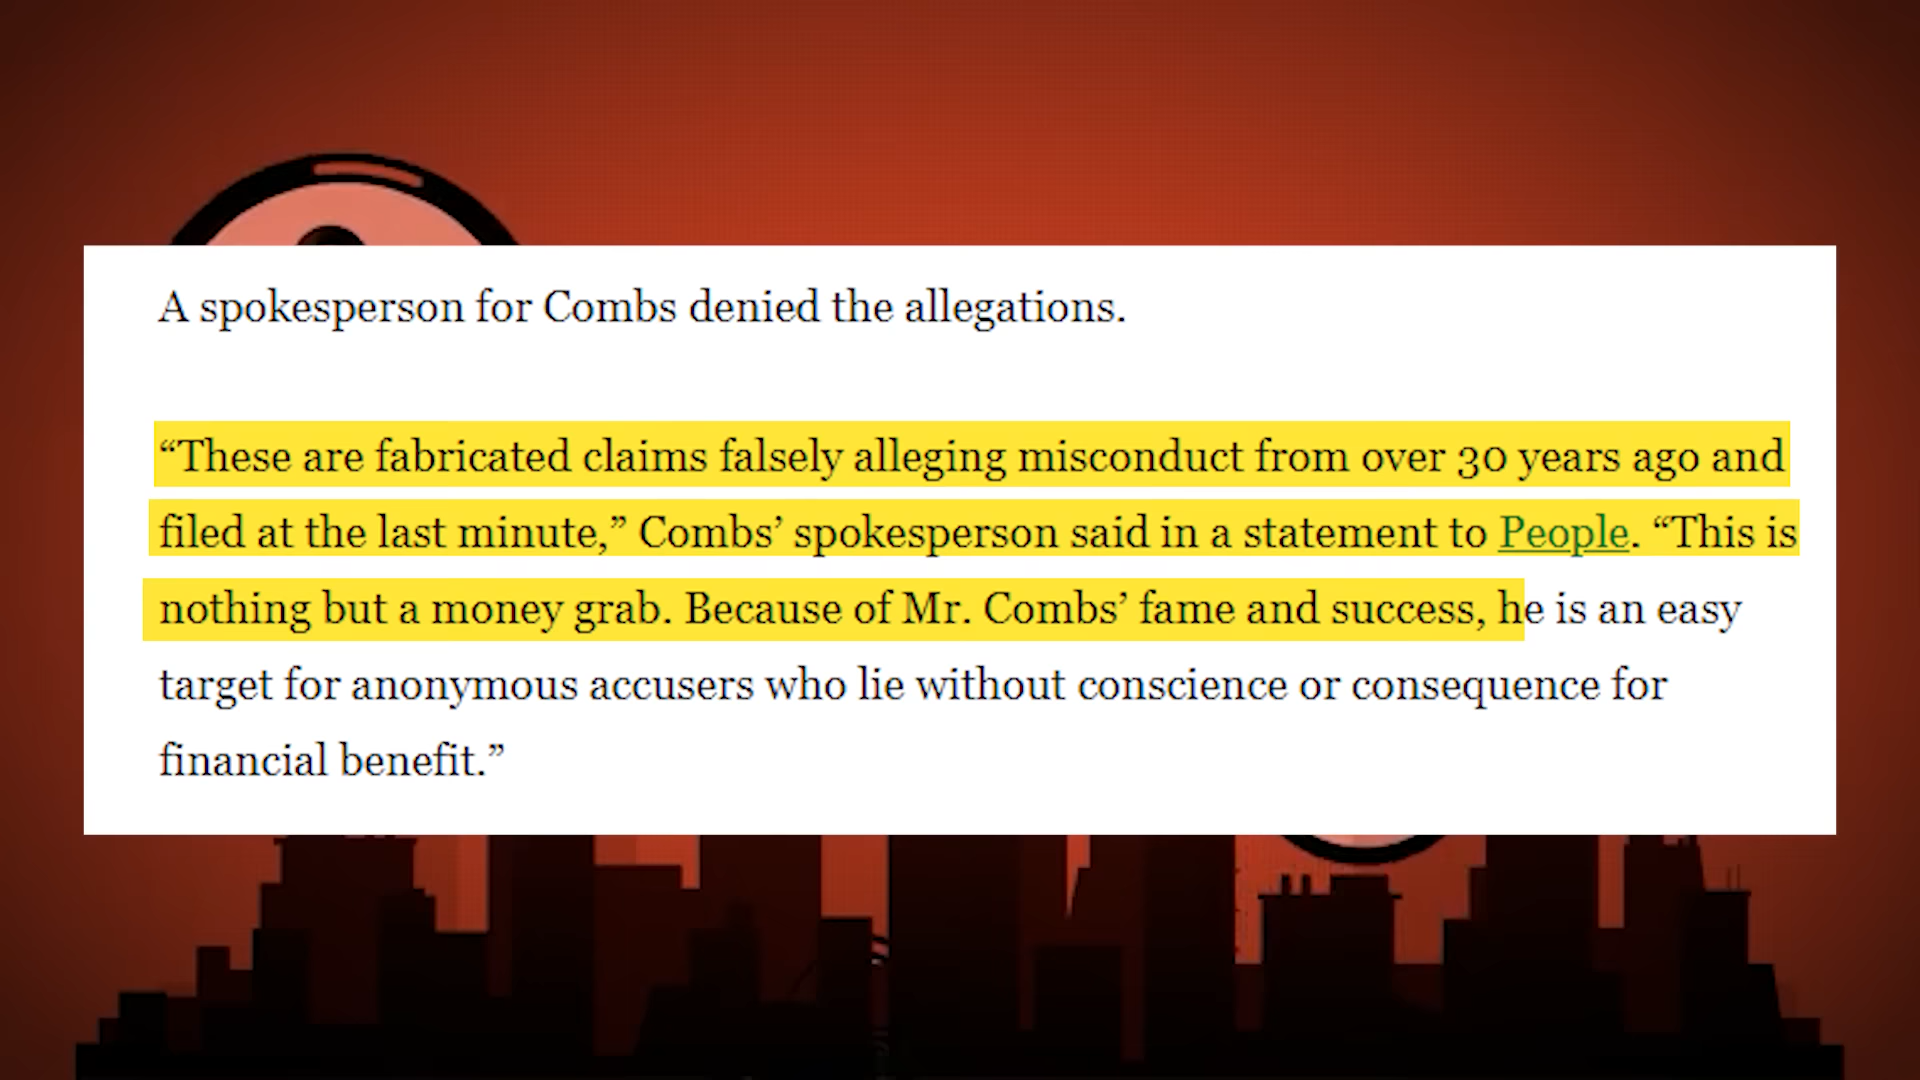 A spokesperson for Combs denied the allegations.
“These are fabricated claims falsely alleging misconduct from over 30 years ago and
filed at the last minute,” Combs’ spokesperson said in a statement to People. “This is
nothing but a money grab. Because of Mr. Combs’ fame and success, he is an easy
target for anonymous accusers who lie without conscience or consequence for
financial benefit.”